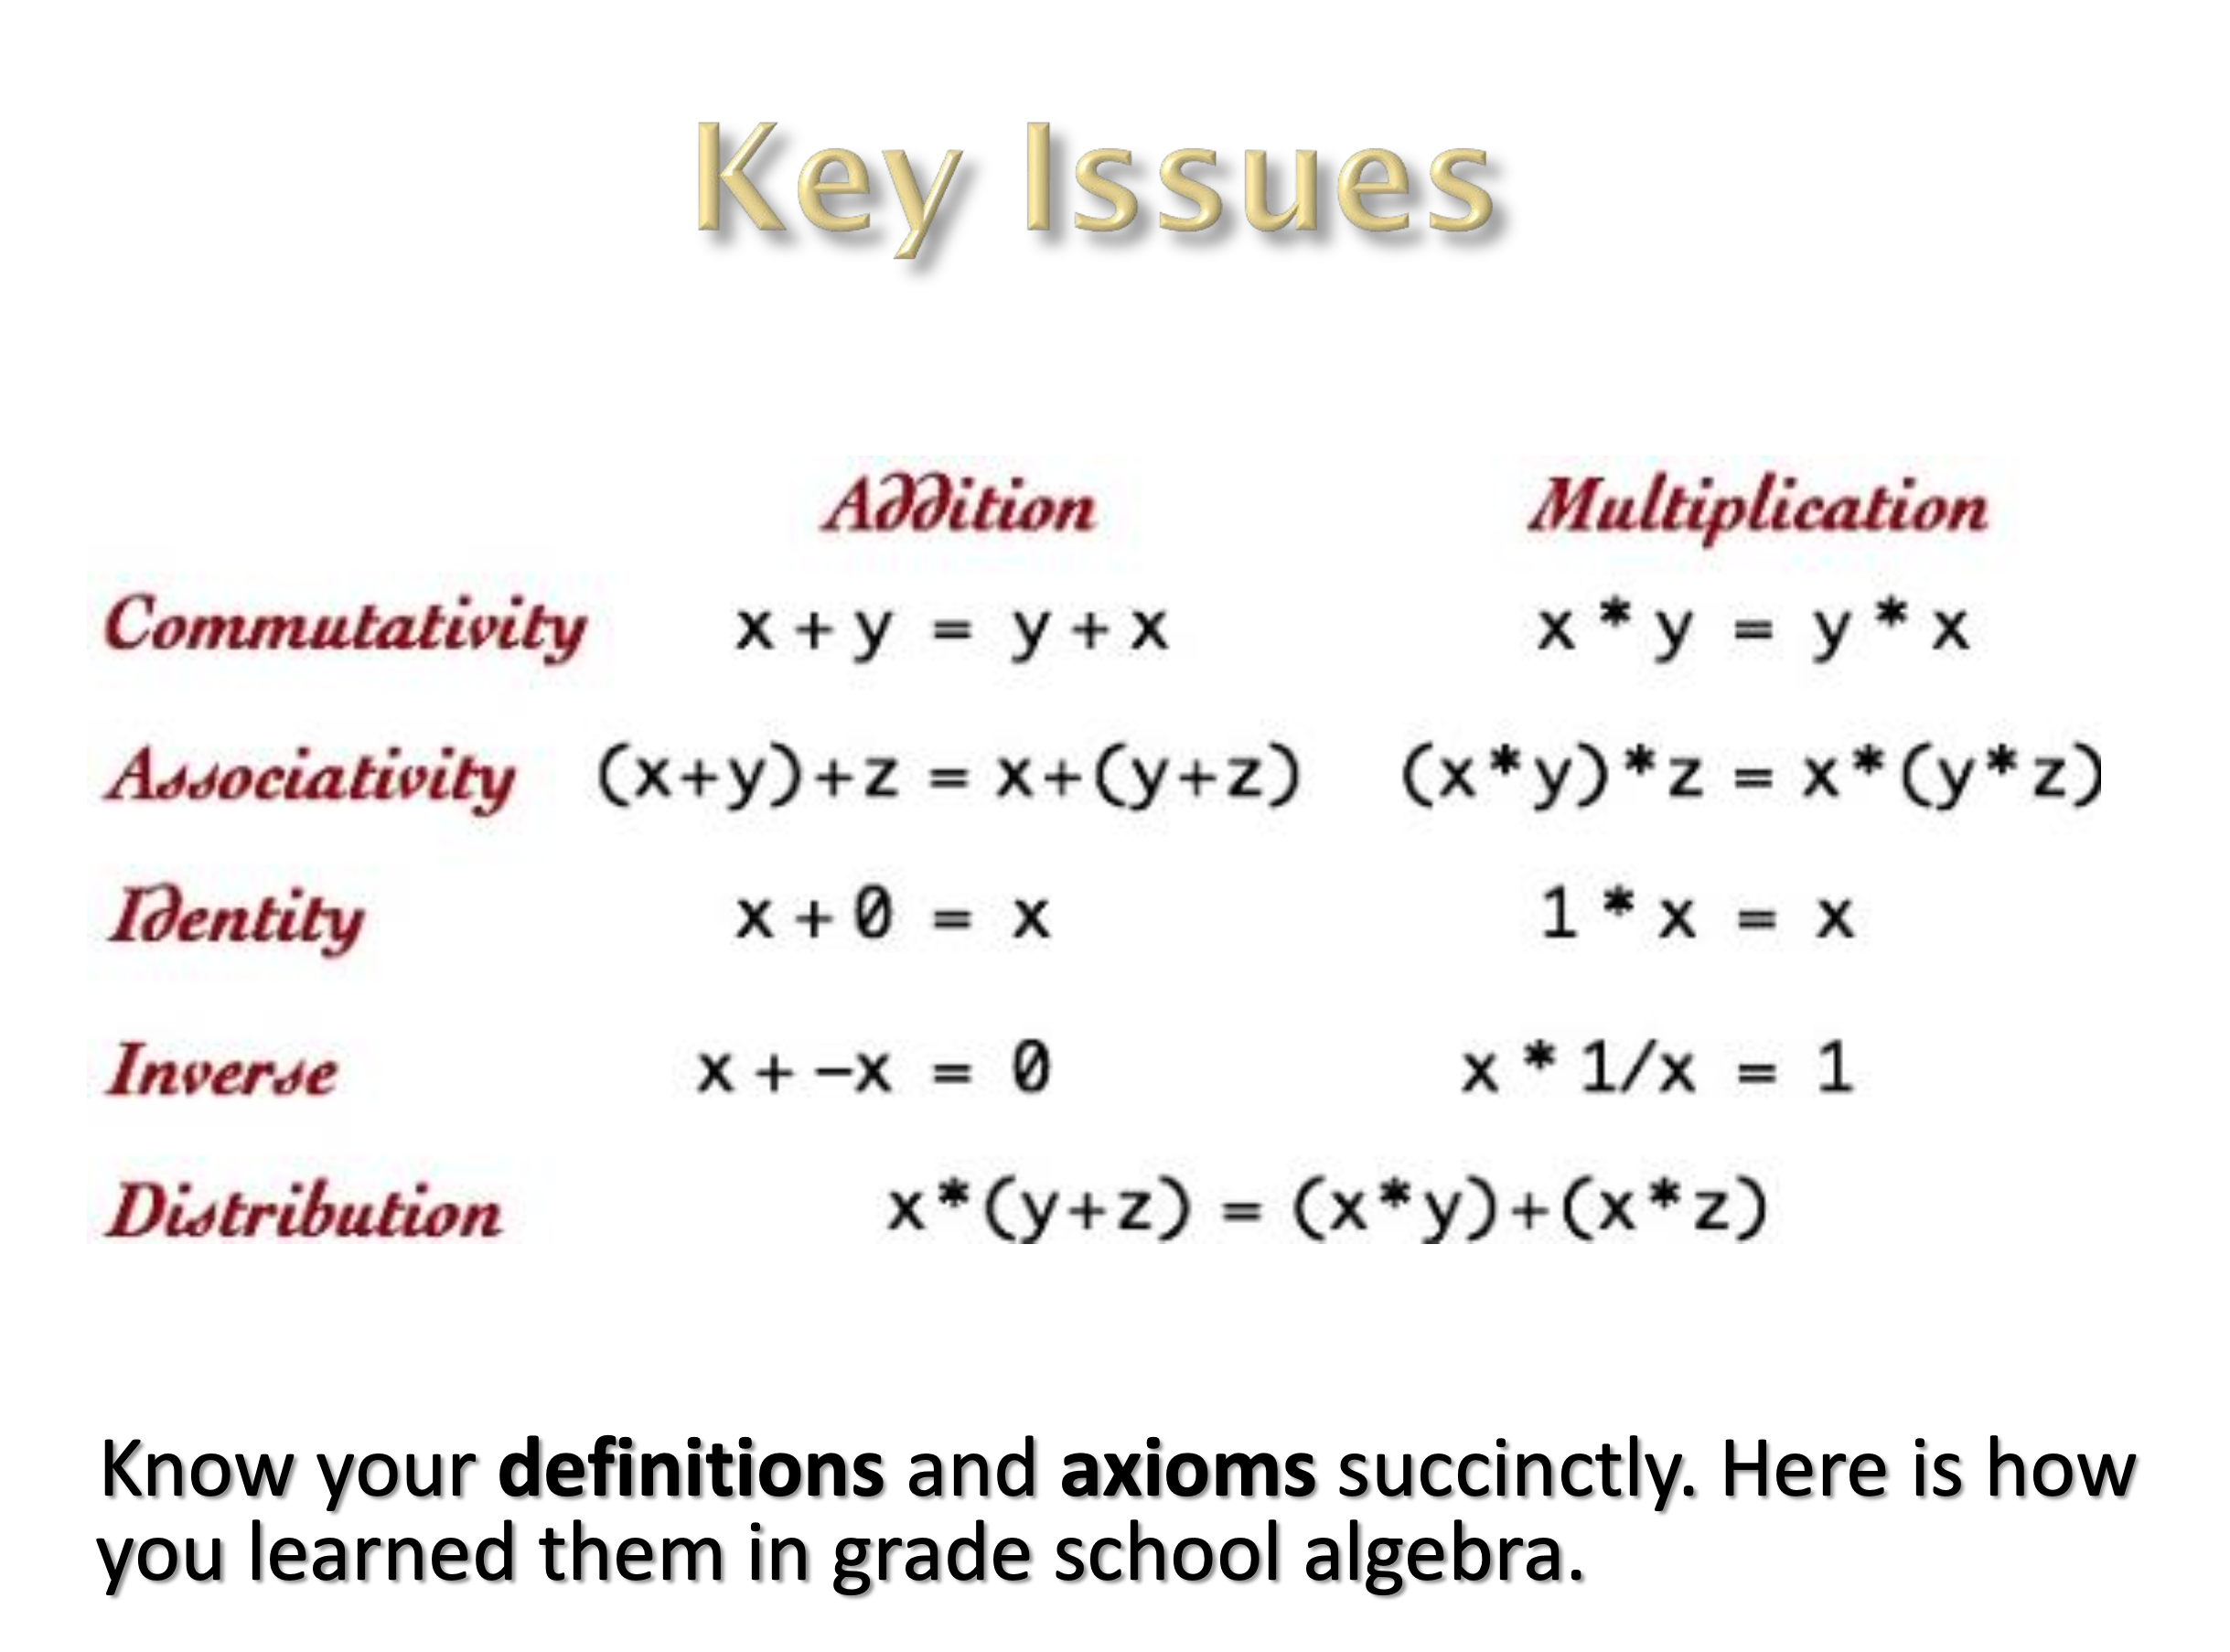 Key Issues
Addition Multiplication
Commutativity x + y = y + x x * y = y * x
Associativity (x+y)+z = x+(y+z) (x*y)*z = x*(y*z)
Identity x + 0 = x 1 * x = x
Inverse x + −x = 0 x * 1/x = 1
Distribution x*(y+z) = (x*y)+(x*z)
Know your definitions and axioms succinctly. Here is how
you learned them in grade school algebra.